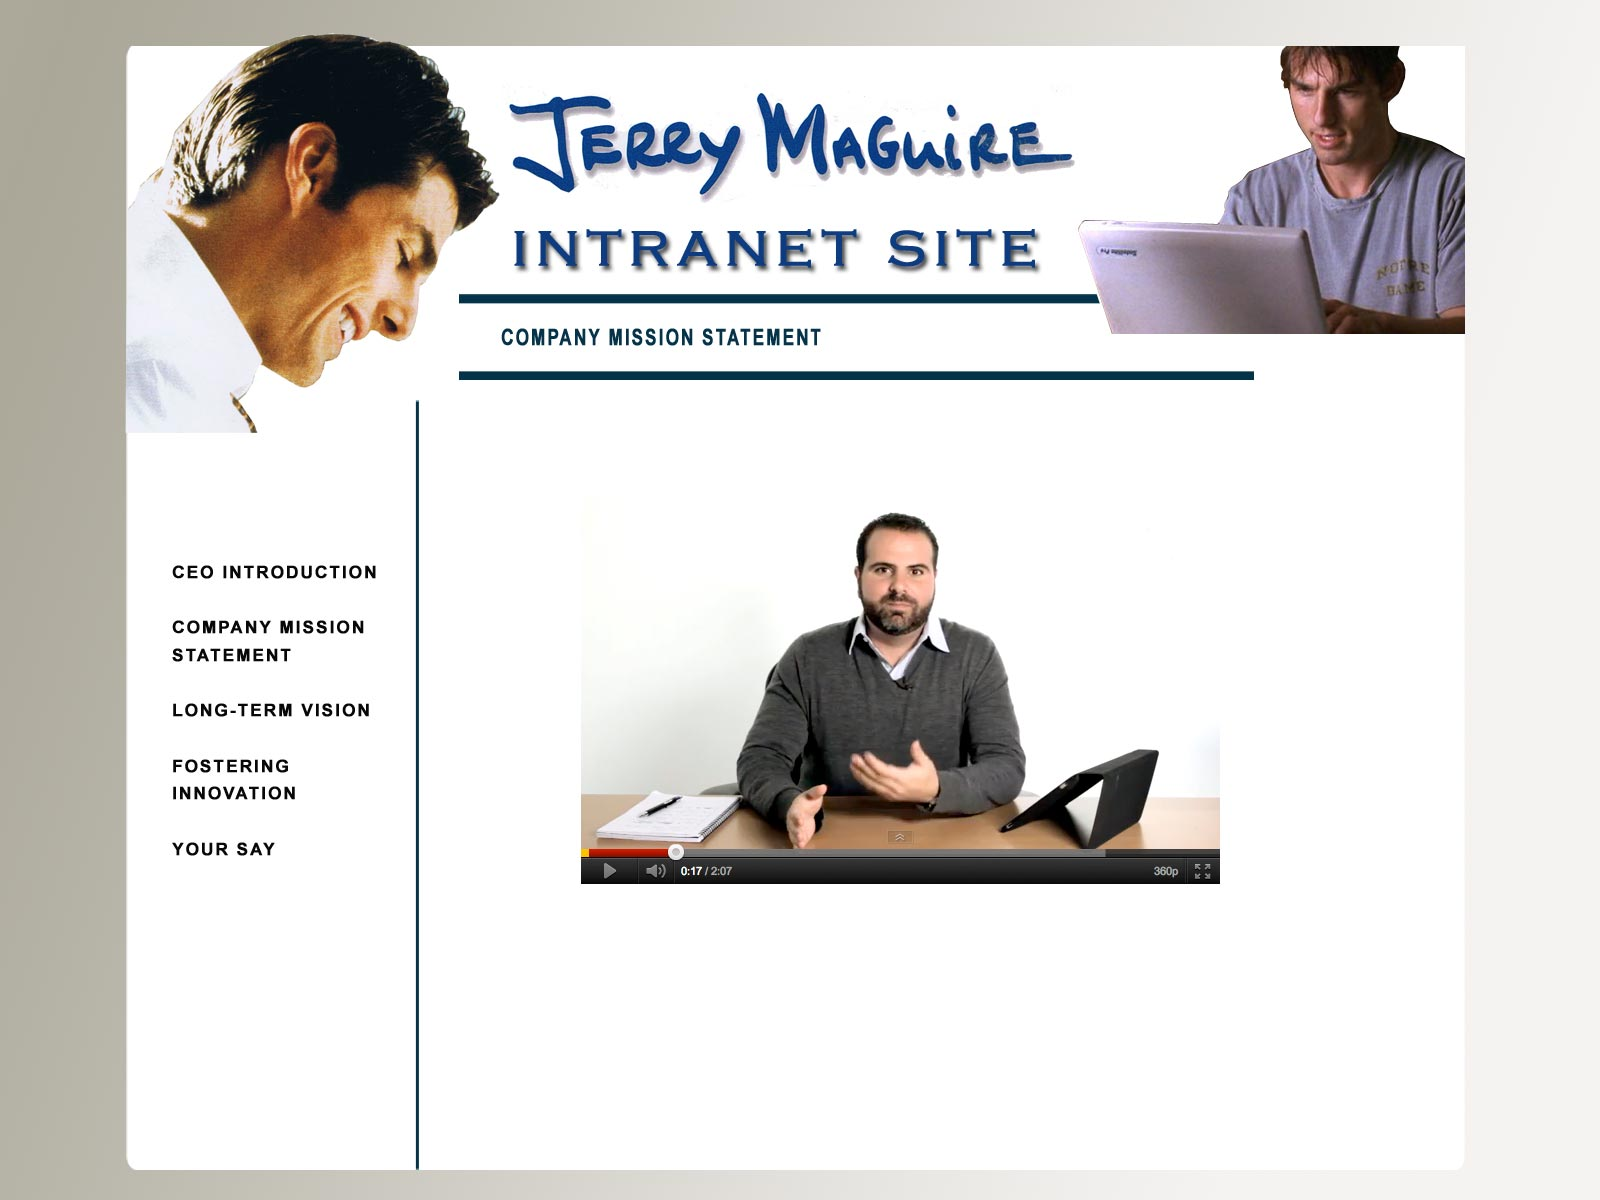 JERRY MAGUIRE
INTRANET SITE
COMPANY MISSION STATEMENT
NOTRE
DAME
CEO INTRODUCTION
COMPANY MISSION
STATEMENT
LONG-TERM VISION
FOSTERING
INNOVATION
YOUR SAY
0:17 / 2:07
360p